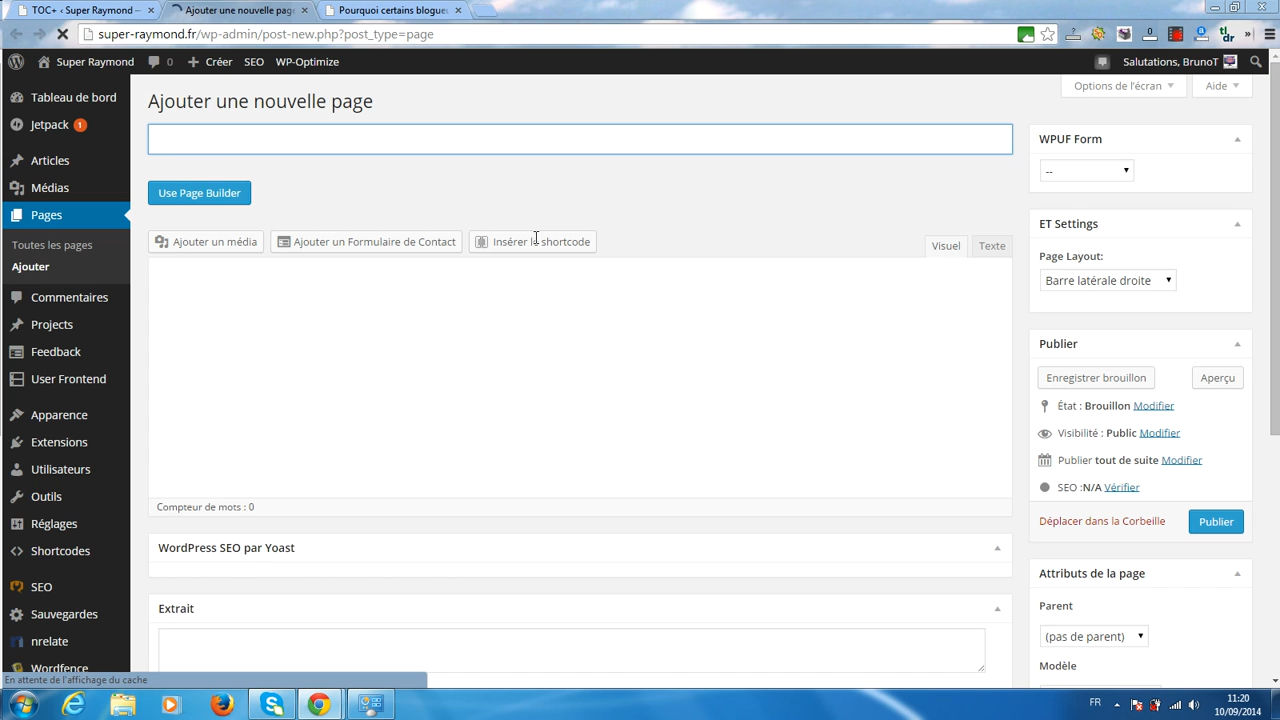 TOC+ ‹ Super Raymond —
Ajouter une nouvelle page
Pourquoi certains blogue
super-raymond.fr/wp-admin/post-new.php?post_type=page
tl;dr
Super Raymond
0
Créer
SEO
WP-Optimize
Salutations, BrunoT
Tableau de bord
Jetpack 1
Articles
Médias
Pages
Toutes les pages
Ajouter
Commentaires
Projects
Feedback
User Frontend
Apparence
Extensions
Utilisateurs
Outils
Réglages
Shortcodes
SEO
Sauvegardes
nrelate
Wordfence
En attente de l'affichage du cache
Options de l'écran
Aide
Ajouter une nouvelle page
Use Page Builder
Ajouter un média
Ajouter un Formulaire de Contact
Insérer le shortcode
Visuel
Texte
Compteur de mots : 0
WordPress SEO par Yoast
Extrait
WPUF Form
--
ET Settings
Page Layout:
Barre latérale droite
Publier
Enregistrer brouillon
Aperçu
État : Brouillon Modifier
Visibilité : Public Modifier
Publier tout de suite Modifier
SEO :N/A Vérifier
Déplacer dans la Corbeille
Publier
Attributs de la page
Parent
(pas de parent)
Modèle
FR
11:20
10/09/2014